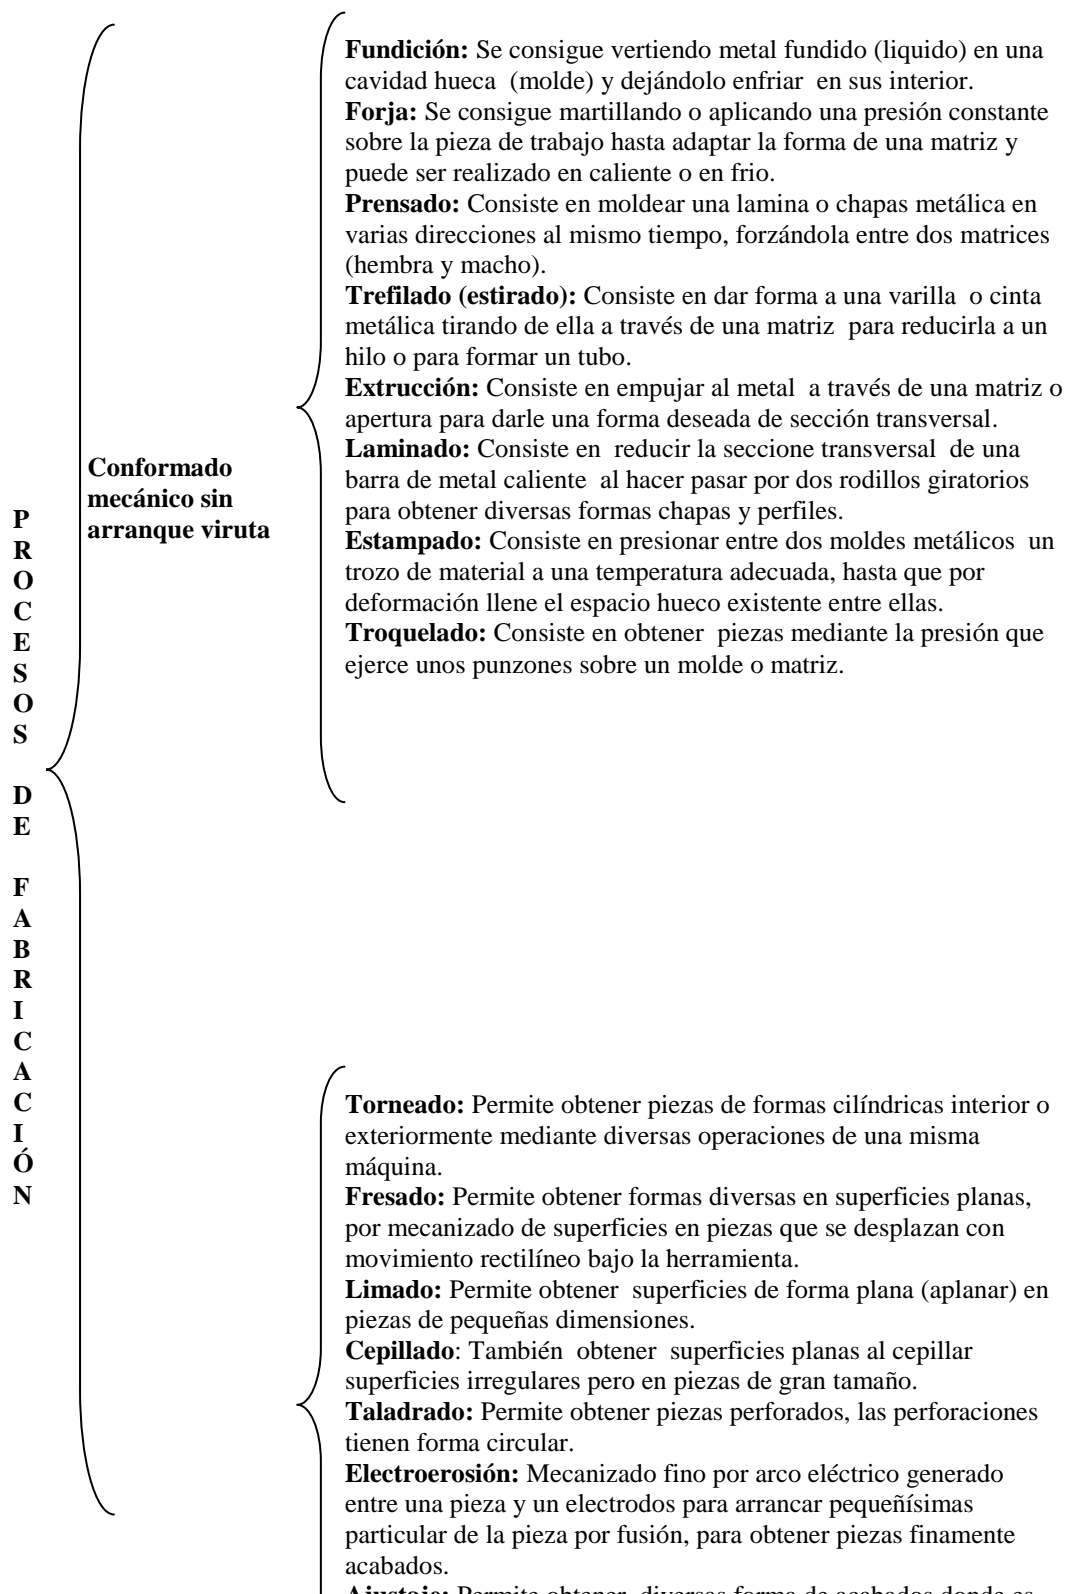 PROCESOS DE FABRICACIÓN
Conformado
mecánico sin
arranque viruta
Fundición: Se consigue vertiendo metal fundido (liquido) en una
cavidad hueca (molde) y dejándolo enfriar en sus interior.
Forja: Se consigue martillando o aplicando una presión constante
sobre la pieza de trabajo hasta adaptar la forma de una matriz y
puede ser realizado en caliente o en frio.
Prensado: Consiste en moldear una lamina o chapas metálica en
varias direcciones al mismo tiempo, forzándola entre dos matrices
(hembra y macho).
Trefilado (estirado): Consiste en dar forma a una varilla o cinta
metálica tirando de ella a través de una matriz para reducirla a un
hilo o para formar un tubo.
Extrucción: Consiste en empujar al metal a través de una matriz o
apertura para darle una forma deseada de sección transversal.
Laminado: Consiste en reducir la seccione transversal de una
barra de metal caliente al hacer pasar por dos rodillos giratorios
para obtener diversas formas chapas y perfiles.
Estampado: Consiste en presionar entre dos moldes metálicos un
trozo de material a una temperatura adecuada, hasta que por
deformación llene el espacio hueco existente entre ellas.
Troquelado: Consiste en obtener piezas mediante la presión que
ejerce unos punzones sobre un molde o matriz.
Torneado: Permite obtener piezas de formas cilíndricas interior o
exteriormente mediante diversas operaciones de una misma
máquina.
Fresado: Permite obtener formas diversas en superficies planas,
por mecanizado de superficies en piezas que se desplazan con
movimiento rectilíneo bajo la herramienta.
Limado: Permite obtener superficies de forma plana (aplanar) en
piezas de pequeñas dimensiones.
Cepillado: También obtener superficies planas al cepillar
superficies irregulares pero en piezas de gran tamaño.
Taladrado: Permite obtener piezas perforados, las perforaciones
tienen forma circular.
Electroerosión: Mecanizado fino por arco eléctrico generado
entre una pieza y un electrodos para arrancar pequeñísimas
particular de la pieza por fusión, para obtener piezas finamente
acabados.
Ajustaje: Permite obtener diversas forma de acabados donde es